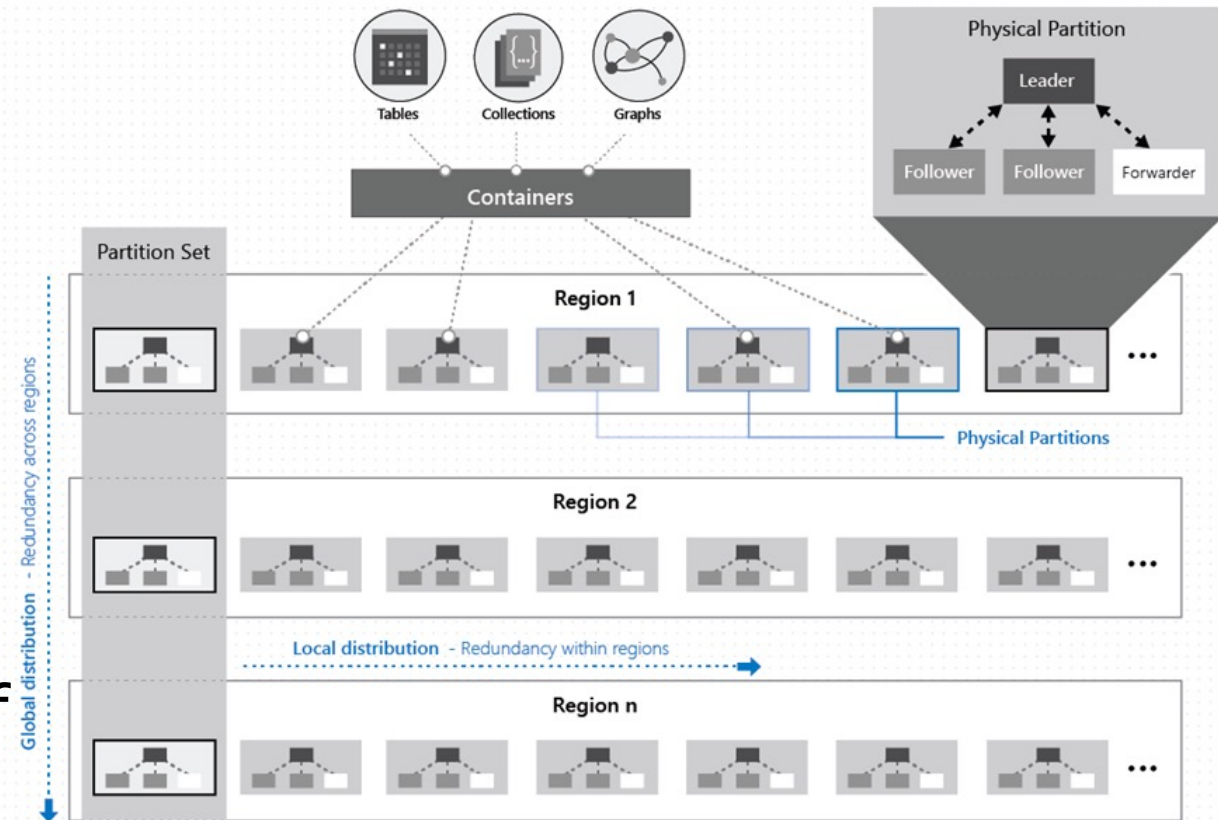 Physical Partition
Leader
Follower
Follower
Forwarder
Tables
Collections
Graphs
Containers
Partition Set
Region 1
Physical Partitions
Region 2
Local distribution - Redundancy within regions
Region n
Global distribution - Redundancy across regions